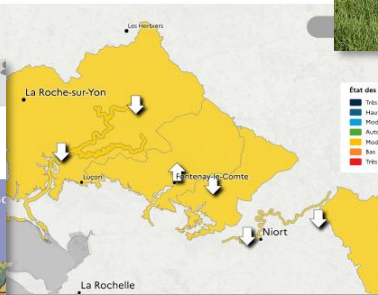 Les Herbiers
La Roche-sur-Yon
État des
Très
Hau
Mod
Auto
Mod
Bas
Très
Luçon
Fontenay-le-Comte
Niort
La Rochelle